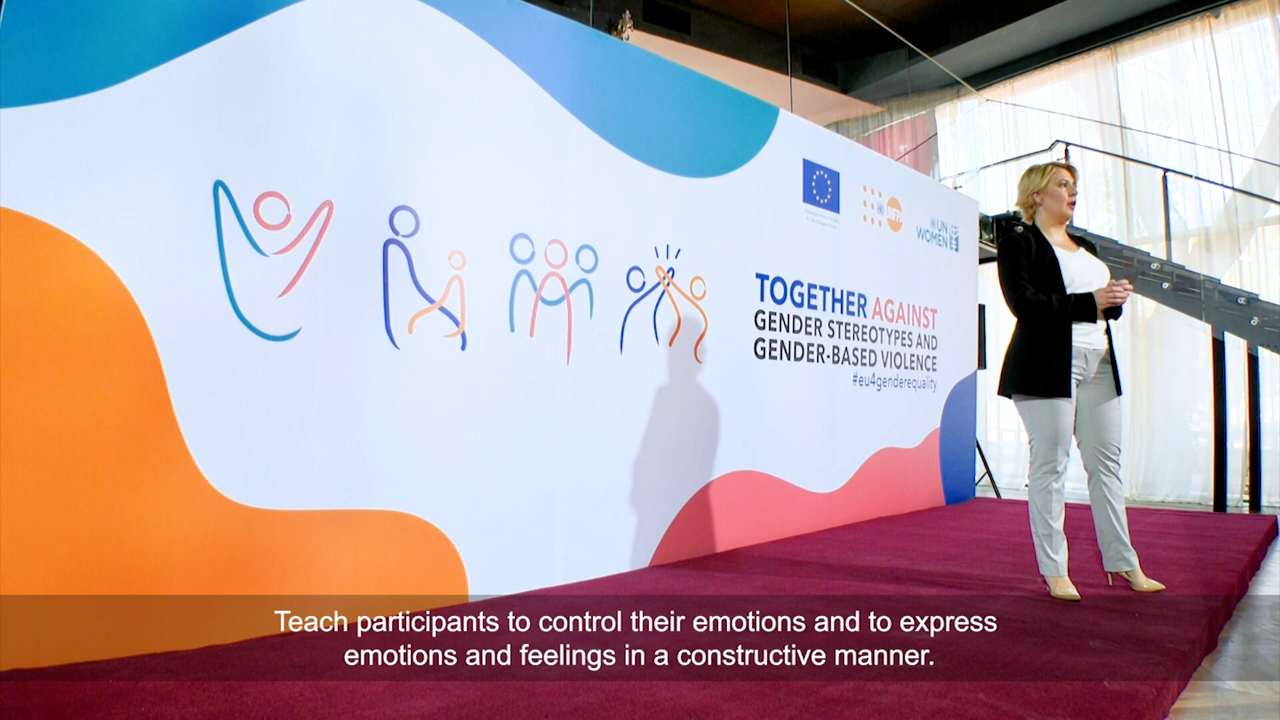 UNFPA
UN
WOMEN
TOGETHER AGAINST
GENDER STEREOTYPES AND
GENDER-BASED VIOLENCE
#eu4genderequality
Teach participants to control their emotions and to express
emotions and feelings in a constructive manner.